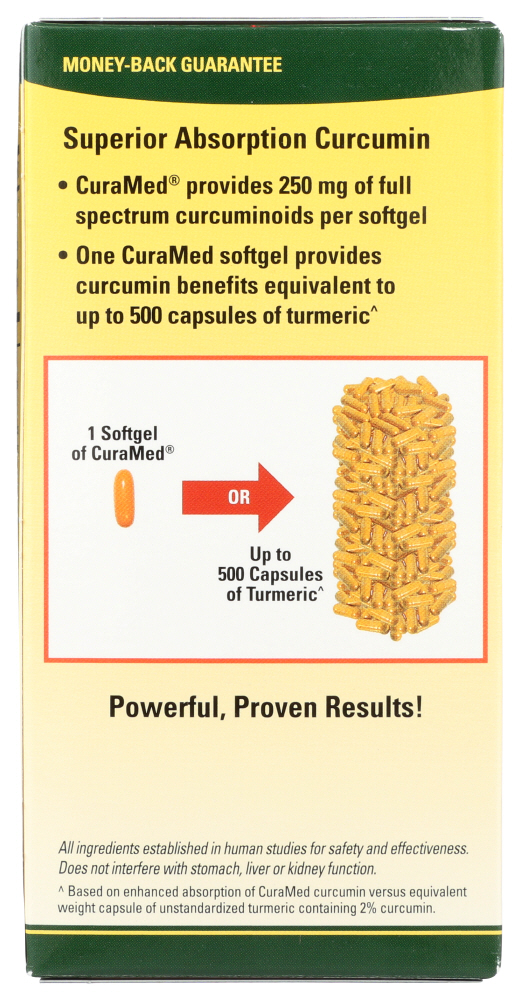 MONEY-BACK GUARANTEE
Superior Absorption Curcumin
• CuraMed® provides 250 mg of full
spectrum curcuminoids per softgel
• One CuraMed softgel provides
curcumin benefits equivalent to
up to 500 capsules of turmeric^
1 Softgel
of CuraMed®
OR
Up to
500 Capsules
of Turmeric^
Powerful, Proven Results!
All ingredients established in human studies for safety and effectiveness.
Does not interfere with stomach, liver or kidney function.
^ Based on enhanced absorption of CuraMed curcumin versus equivalent
weight capsule of unstandardized turmeric containing 2% curcumin.